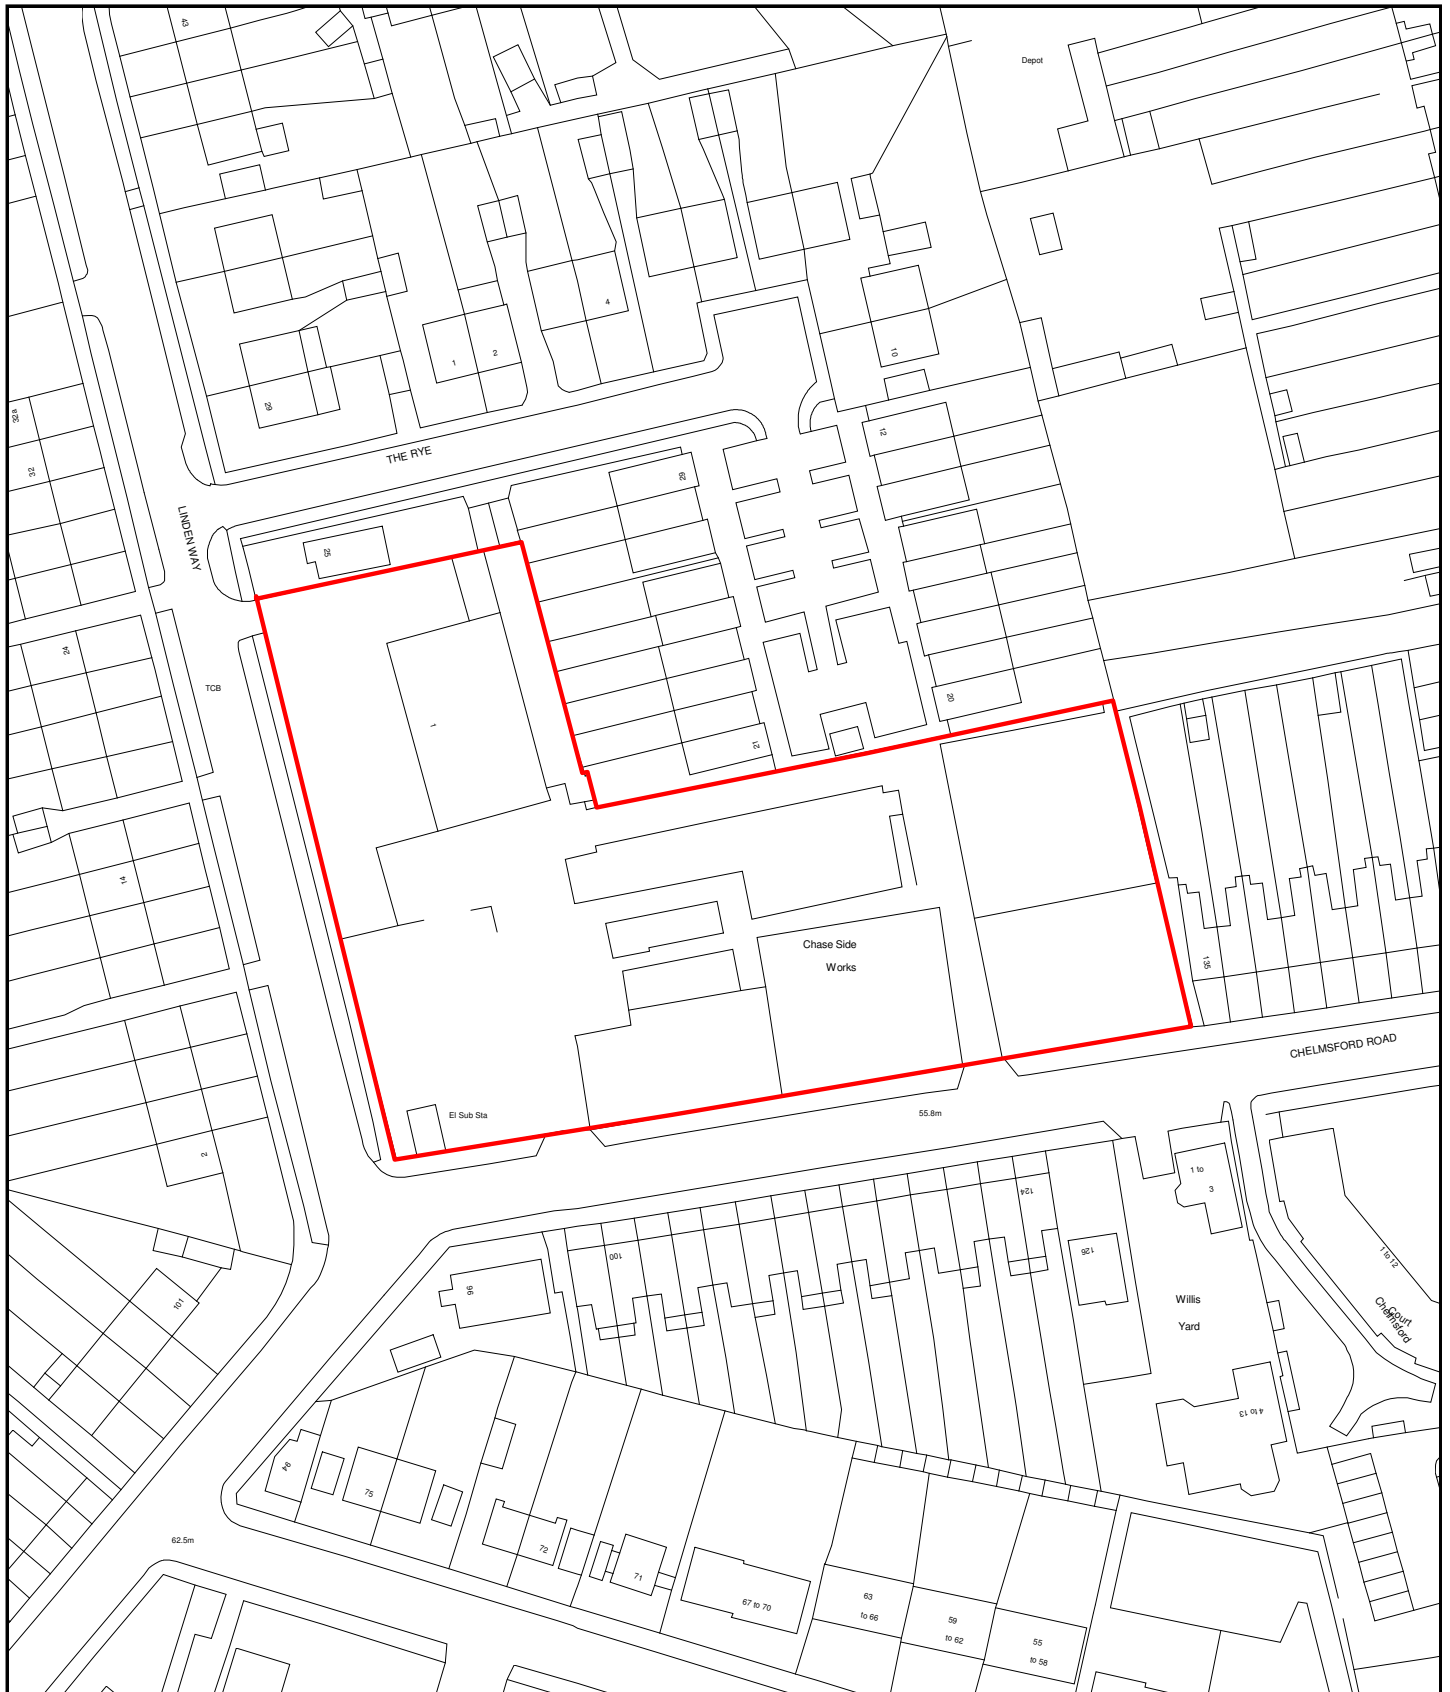 43
Depot
4
1
2
10
29
32a
32
THE RYE
12
29
LINDEN WAY
25
24
TCB
20
1
21
14
Chase Side
Works
135
CHELMSFORD ROAD
El Sub Sta
55.8m
2
1 to
3
124
126
100
1 to 12
96
101
Willis
Yard
Chelmsford
Court
4 to 13
94
75
62.5m
72
71
67 to 70
63
to 66
59
to 62
55
to 58